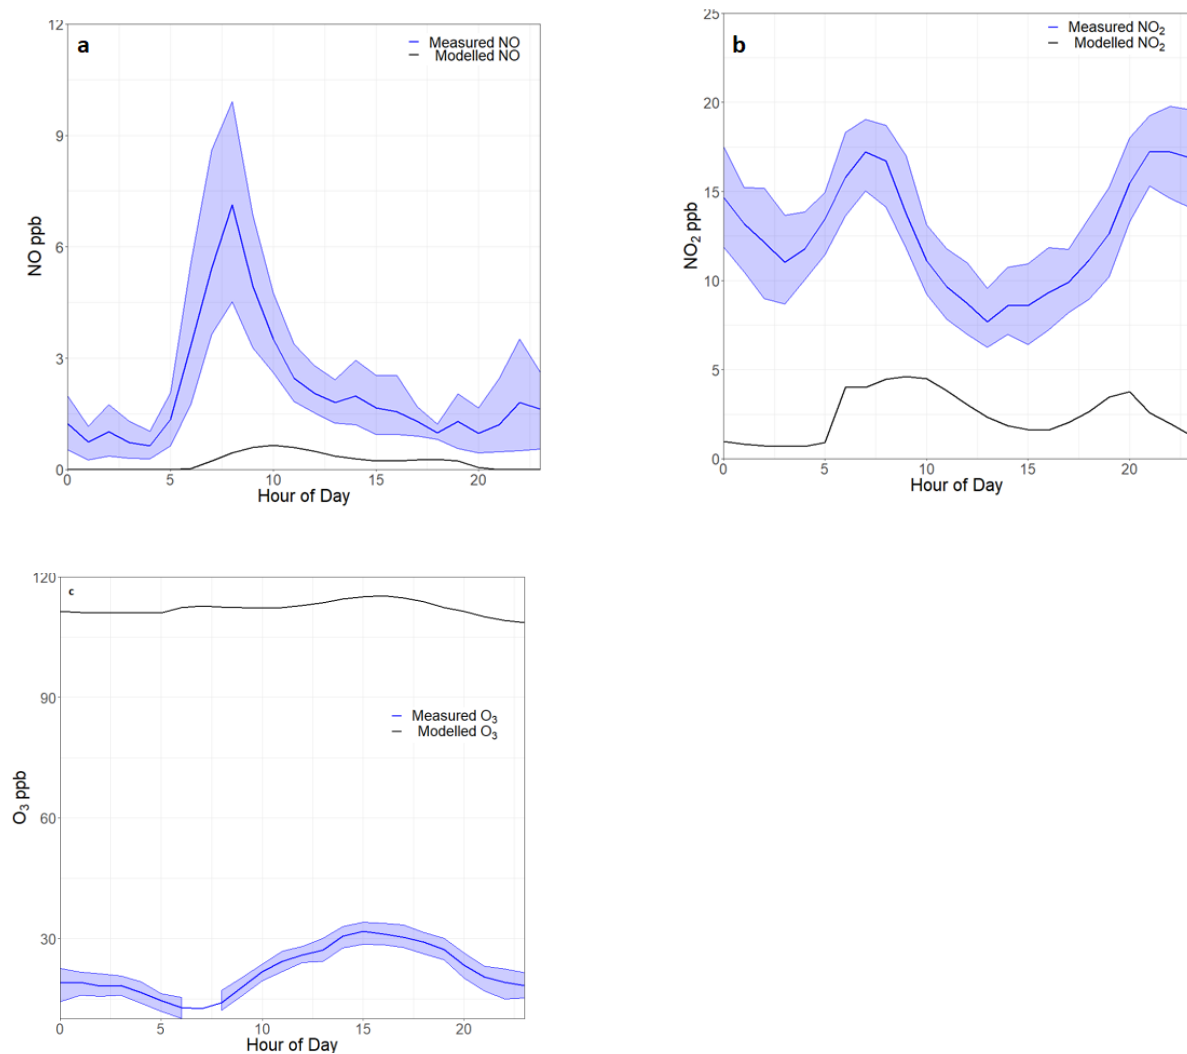 a
Measured NO
Modelled NO
12
9
6
3
0
NO ppb
0 5 10 15 20
Hour of Day
b
Measured NO₂
Modelled NO₂
25
20
15
10
5
0
NO₂ ppb
0 5 10 15 20
Hour of Day
c
Measured O₃
Modelled O₃
120
90
60
30
O₃ ppb
0 5 10 15 20
Hour of Day